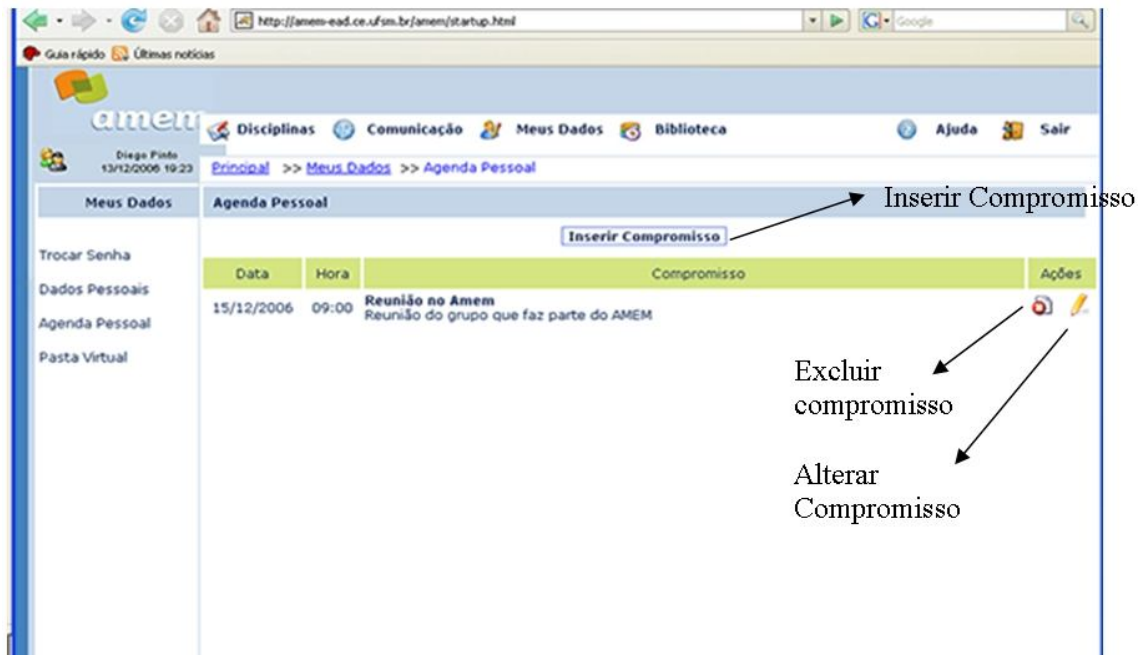 http://amem-ead.ce.ufsm.br/amem/startup.html
Google
Guia rápido Últimas notícias
amem
Disciplinas Comunicação Meus Dados Biblioteca Ajuda Sair
Diego Pinto
13/12/2006 19:23
Principal >> Meus Dados >> Agenda Pessoal
Meus Dados
Agenda Pessoal
Inserir Compromisso
Inserir Compromisso
Trocar Senha
Dados Pessoais
Agenda Pessoal
Pasta Virtual
Data Hora Compromisso Ações
15/12/2006 09:00 Reunião no Amem
Reunião do grupo que faz parte do AMEM
Excluir
compromisso
Alterar
Compromisso